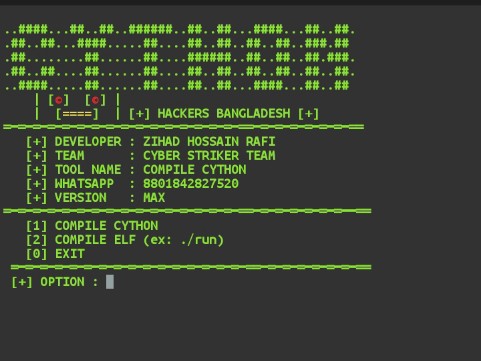 ..####...##..##..######..##..##...####...##..##.
.##..##...####.....##....##..##..##..##..###.##
.##........##......##....######..##..##..##.###.
.##..##....##......##....##..##..##..##..##..##.
..####.....##......##....##..##...####...##..##
| [©] [©] |
| [====] | [+] HACKERS BANGLADESH [+]
[+] DEVELOPER : ZIHAD HOSSAIN RAFI
[+] TEAM : CYBER STRIKER TEAM
[+] TOOL NAME : COMPILE CYTHON
[+] WHATSAPP : 8801842827520
[+] VERSION : MAX
[1] COMPILE CYTHON
[2] COMPILE ELF (ex: ./run)
[0] EXIT
[+] OPTION :